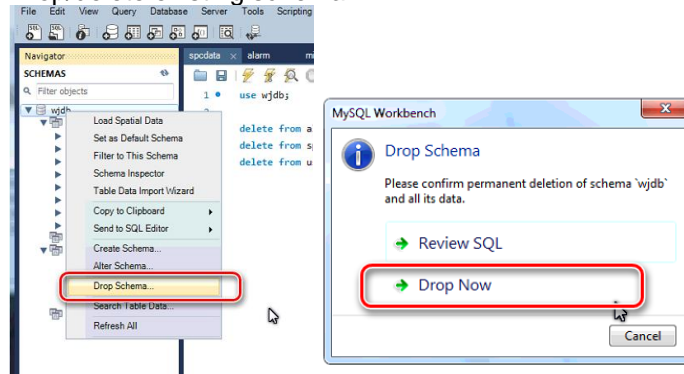 File Edit View Query Database Server Tools Scripting
Navigator
SCHEMAS
Filter objects
wjdb
Load Spatial Data
Set as Default Schema
Filter to This Schema
Schema Inspector
Table Data Import Wizard
Copy to Clipboard
Send to SQL Editor
Create Schema...
Alter Schema...
Drop Schema...
Search Table Data...
Refresh All
spcdata × alarm
1 use wjdb;
2
delete from a
delete from s
delete from u
MySQL Workbench
Drop Schema
Please confirm permanent deletion of schema `wjdb`
and all its data.
Review SQL
Drop Now
Cancel